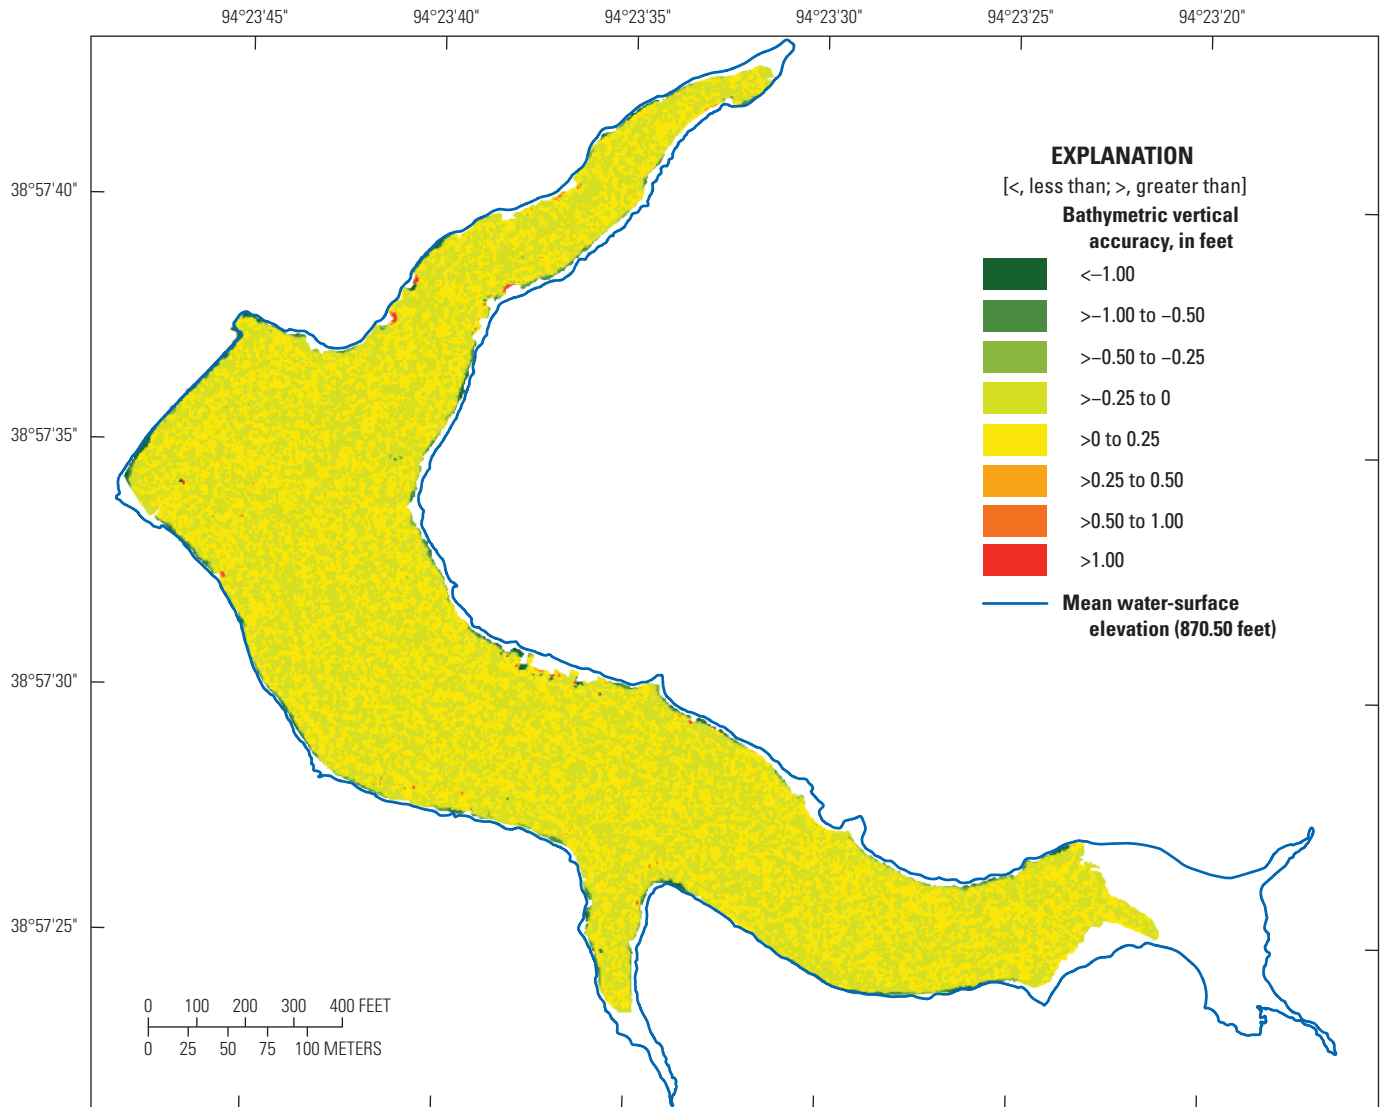 94°23'45" 94°23'40" 94°23'35" 94°23'30" 94°23'25" 94°23'20"
38°57'40"
38°57'35"
38°57'30"
38°57'25"
EXPLANATION
[<, less than; >, greater than]
Bathymetric vertical
accuracy, in feet
<–1.00
>–1.00 to –0.50
>–0.50 to –0.25
>–0.25 to 0
>0 to 0.25
>0.25 to 0.50
>0.50 to 1.00
>1.00
Mean water-surface
elevation (870.50 feet)
0 100 200 300 400 FEET
0 25 50 75 100 METERS